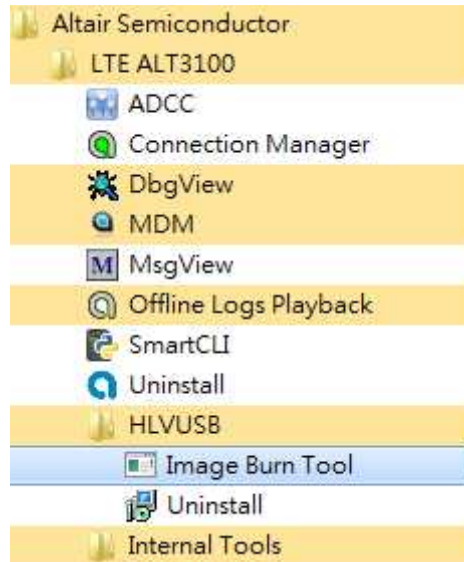 Altair Semiconductor
LTE ALT3100
ADCC
Connection Manager
DbgView
MDM
M MsgView
Offline Logs Playback
SmartCLI
Uninstall
HLVUSB
Image Burn Tool
Uninstall
Internal Tools